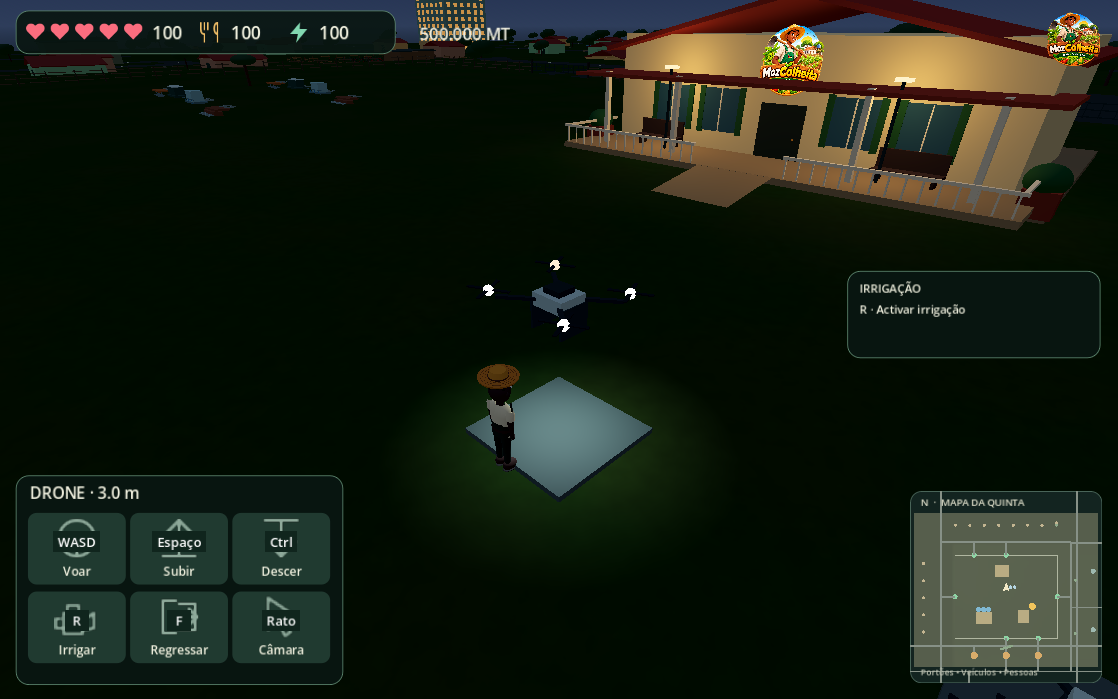 100 100 100
500.000 MT
MozColheita
MozColheita
IRRIGAÇÃO
R · Activar irrigação
DRONE · 3.0 m
WASD Espaço Ctrl
Voar Subir Descer
R F Rato
Irrigar Regressar Câmara
N · MAPA DA QUINTA
Portões • Veículos • Pessoas